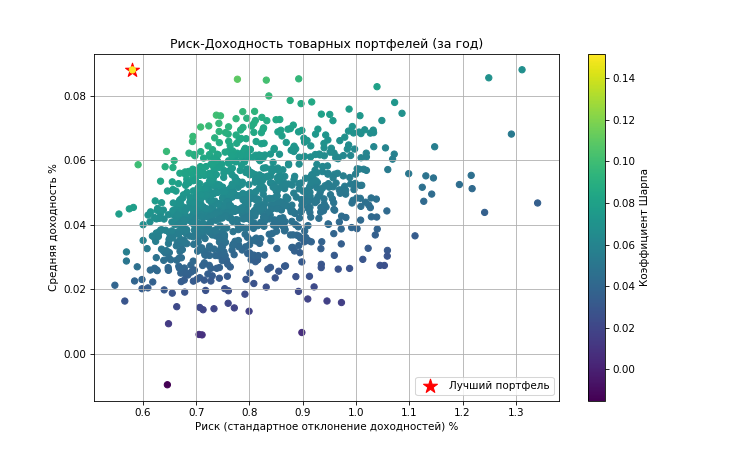 Риск-Доходность товарных портфелей (за год)
Средняя доходность %
0.08
0.06
0.04
0.02
0.00
0.6 0.7 0.8 0.9 1.0 1.1 1.2 1.3
Риск (стандартное отклонение доходностей) %
Лучший портфель
0.14
0.12
0.10
0.08
0.06
0.04
0.02
0.00
Коэффициент Шарпа